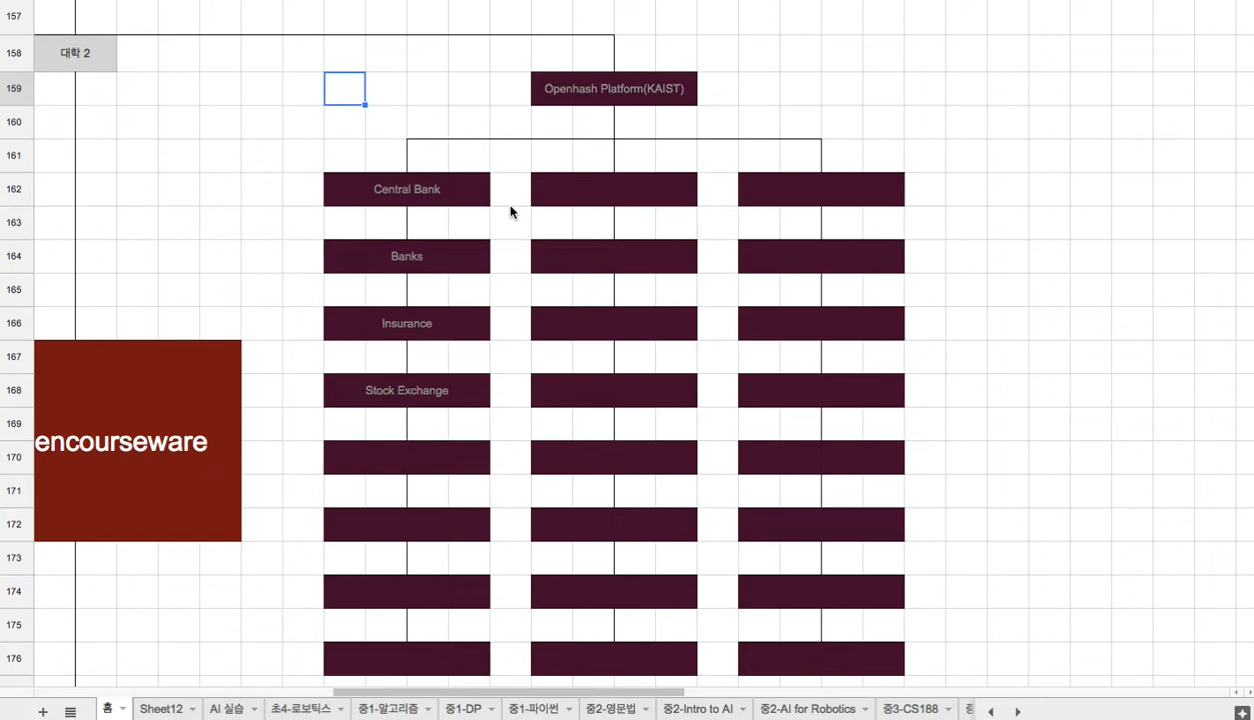 157
158
대학 2
159
Openhash Platform(KAIST)
160
161
162
Central Bank
163
164
Banks
165
166
Insurance
167
168
Stock Exchange
169
170
encourseware
171
172
173
174
175
176
홈
Sheet12
AI 실습
초4-로보틱스
중1-알고리즘
중1-DP
중1-파이썬
중2-영문법
중2-Intro to AI
중2-AI for Robotics
중3-CS188